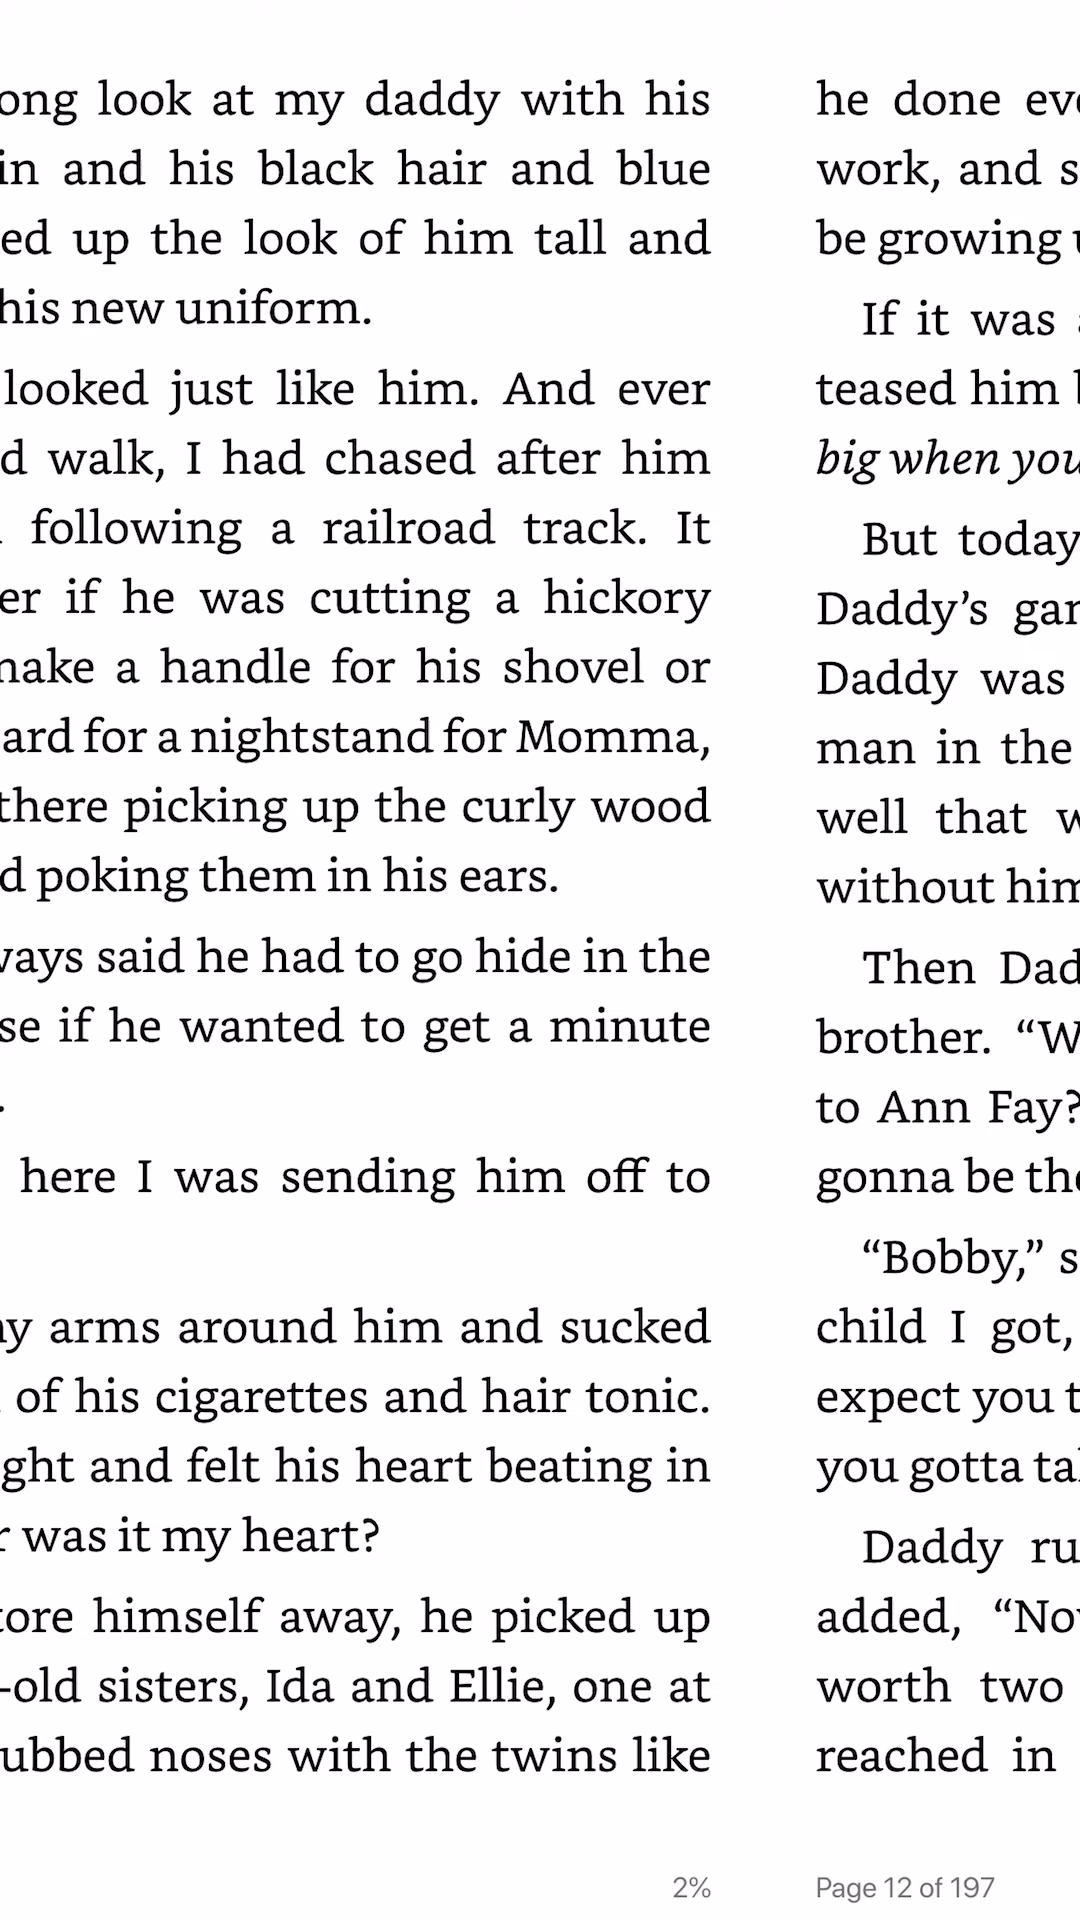 ong look at my daddy with his
in and his black hair and blue
ed up the look of him tall and
his new uniform.
looked just like him. And ever
d walk, I had chased after him
following a railroad track. It
er if he was cutting a hickory
make a handle for his shovel or
ard for a nightstand for Momma,
there picking up the curly wood
d poking them in his ears.
ways said he had to go hide in the
se if he wanted to get a minute
.
here I was sending him off to
my arms around him and sucked
of his cigarettes and hair tonic.
ght and felt his heart beating in
r was it my heart?
tore himself away, he picked up
-old sisters, Ida and Ellie, one at
ubbed noses with the twins like
2%
he done eve
work, and s
be growing u
If it was a
teased him b
big when you
But today
Daddy’s gar
Daddy was
man in the
well that w
without him
Then Dad
brother. “W
to Ann Fay?
gonna be the
“Bobby,” s
child I got,
expect you t
you gotta tak
Daddy ru
added, “Nov
worth two
reached in
Page 12 of 197